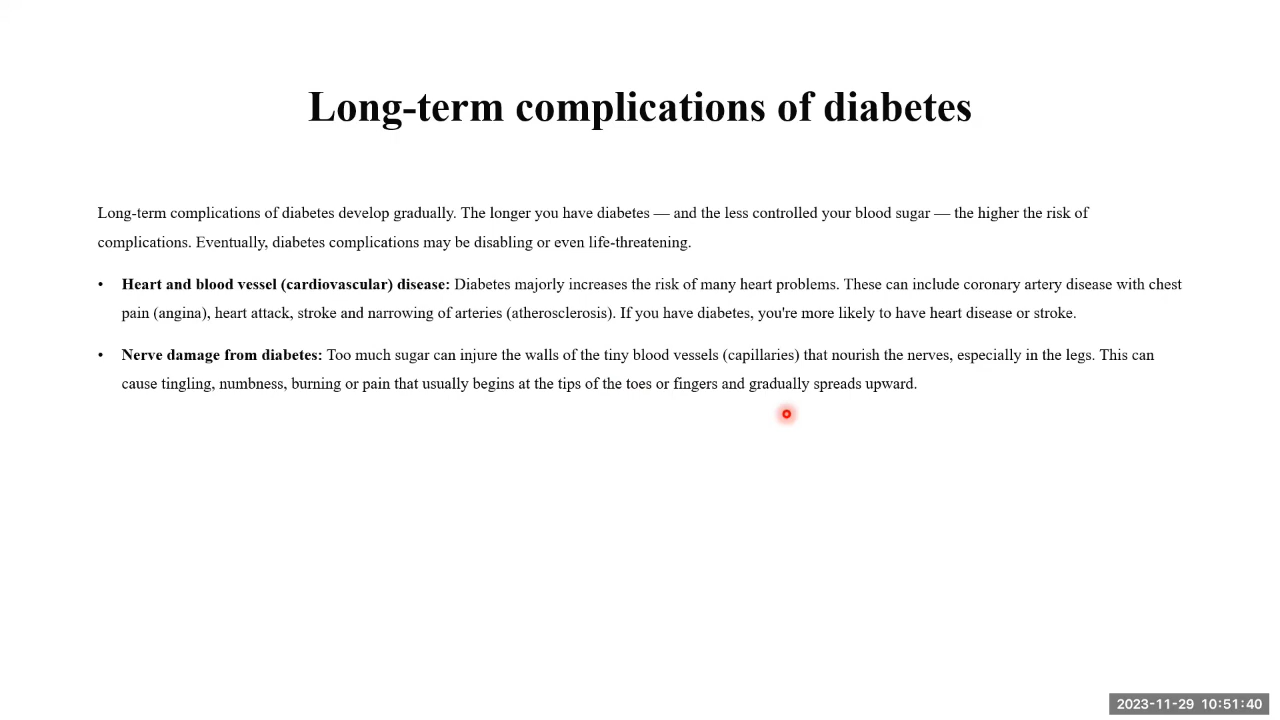 Long-term complications of diabetes
Long-term complications of diabetes develop gradually. The longer you have diabetes — and the less controlled your blood sugar — the higher the risk of
complications. Eventually, diabetes complications may be disabling or even life-threatening.
• Heart and blood vessel (cardiovascular) disease: Diabetes majorly increases the risk of many heart problems. These can include coronary artery disease with chest
pain (angina), heart attack, stroke and narrowing of arteries (atherosclerosis). If you have diabetes, you're more likely to have heart disease or stroke.
• Nerve damage from diabetes: Too much sugar can injure the walls of the tiny blood vessels (capillaries) that nourish the nerves, especially in the legs. This can
cause tingling, numbness, burning or pain that usually begins at the tips of the toes or fingers and gradually spreads upward.
2023-11-29 10:51:40